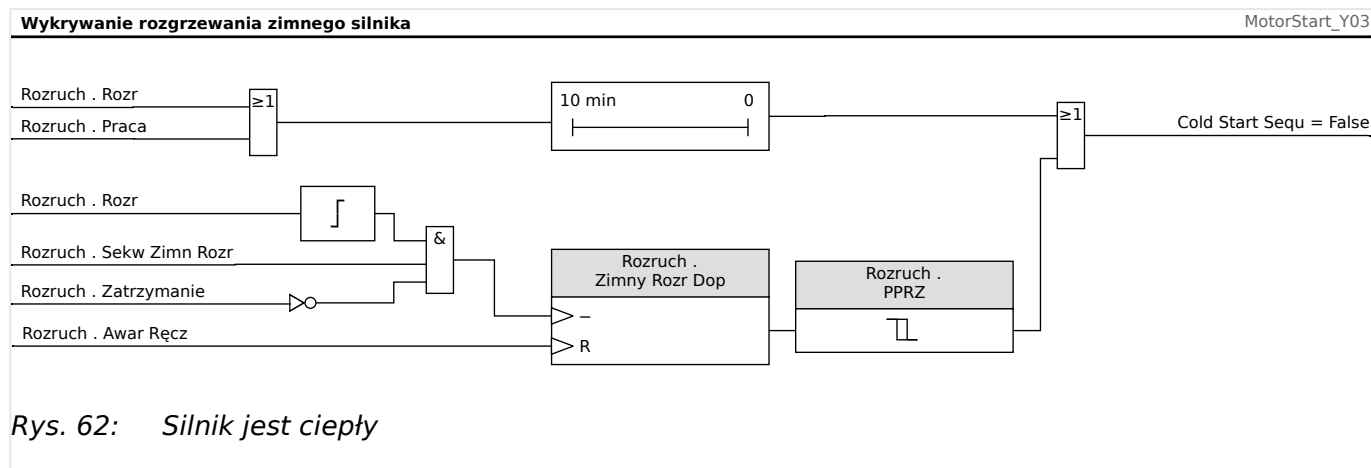 Wykrywanie rozgrzewania zimnego silnika MotorStart_Y03
Rozruch . Rozr
≥1
10 min 0
≥1
Rozruch . Praca
Cold Start Sequ = False
Rozruch . Rozr
&
Rozruch . Sekw Zimn Rozr
Rozruch .
Zimny Rozr Dop
Rozruch .
PPRZ
Rozruch . Zatrzymanie
−
Rozruch . Awar Ręcz
R
Rys. 62: Silnik jest ciepły